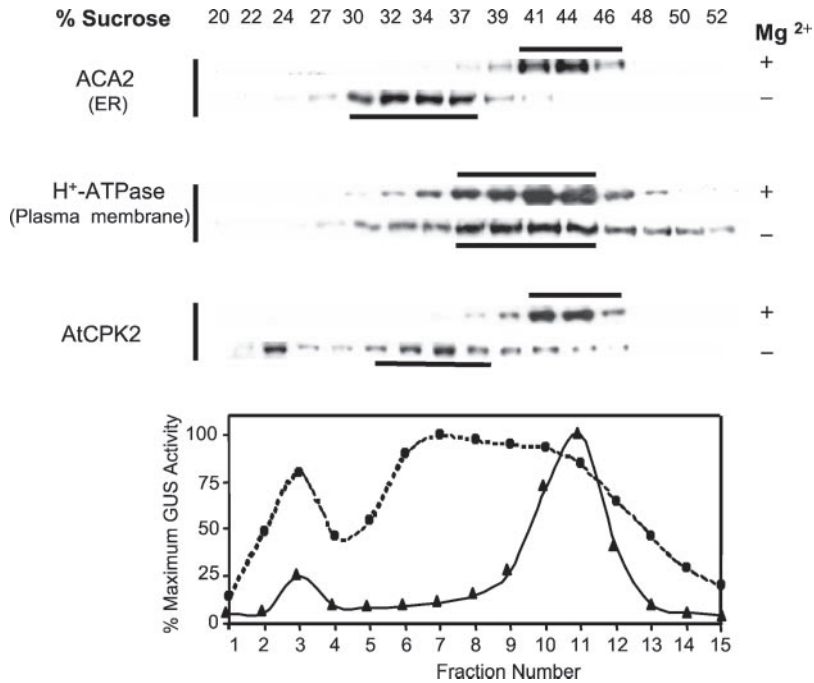 % Sucrose 20 22 24 27 30 32 34 37 39 41 44 46 48 50 52
Mg 2+
ACA2
(ER)
+
–
H+-ATPase
(Plasma membrane)
+
–
AtCPK2
+
–
% Maximum GUS Activity
100
75
50
25
0
1 2 3 4 5 6 7 8 9 10 11 12 13 14 15
Fraction Number